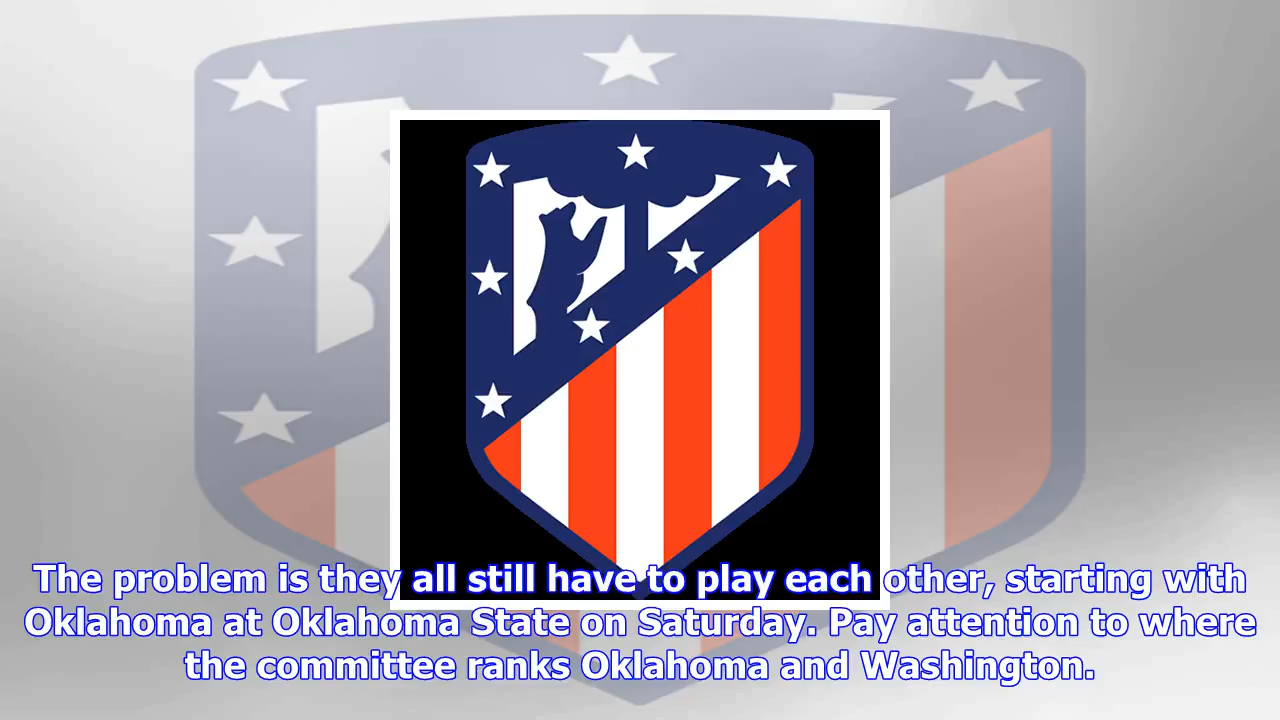 The problem is they all still have to play each other, starting with
Oklahoma at Oklahoma State on Saturday. Pay attention to where
the committee ranks Oklahoma and Washington.